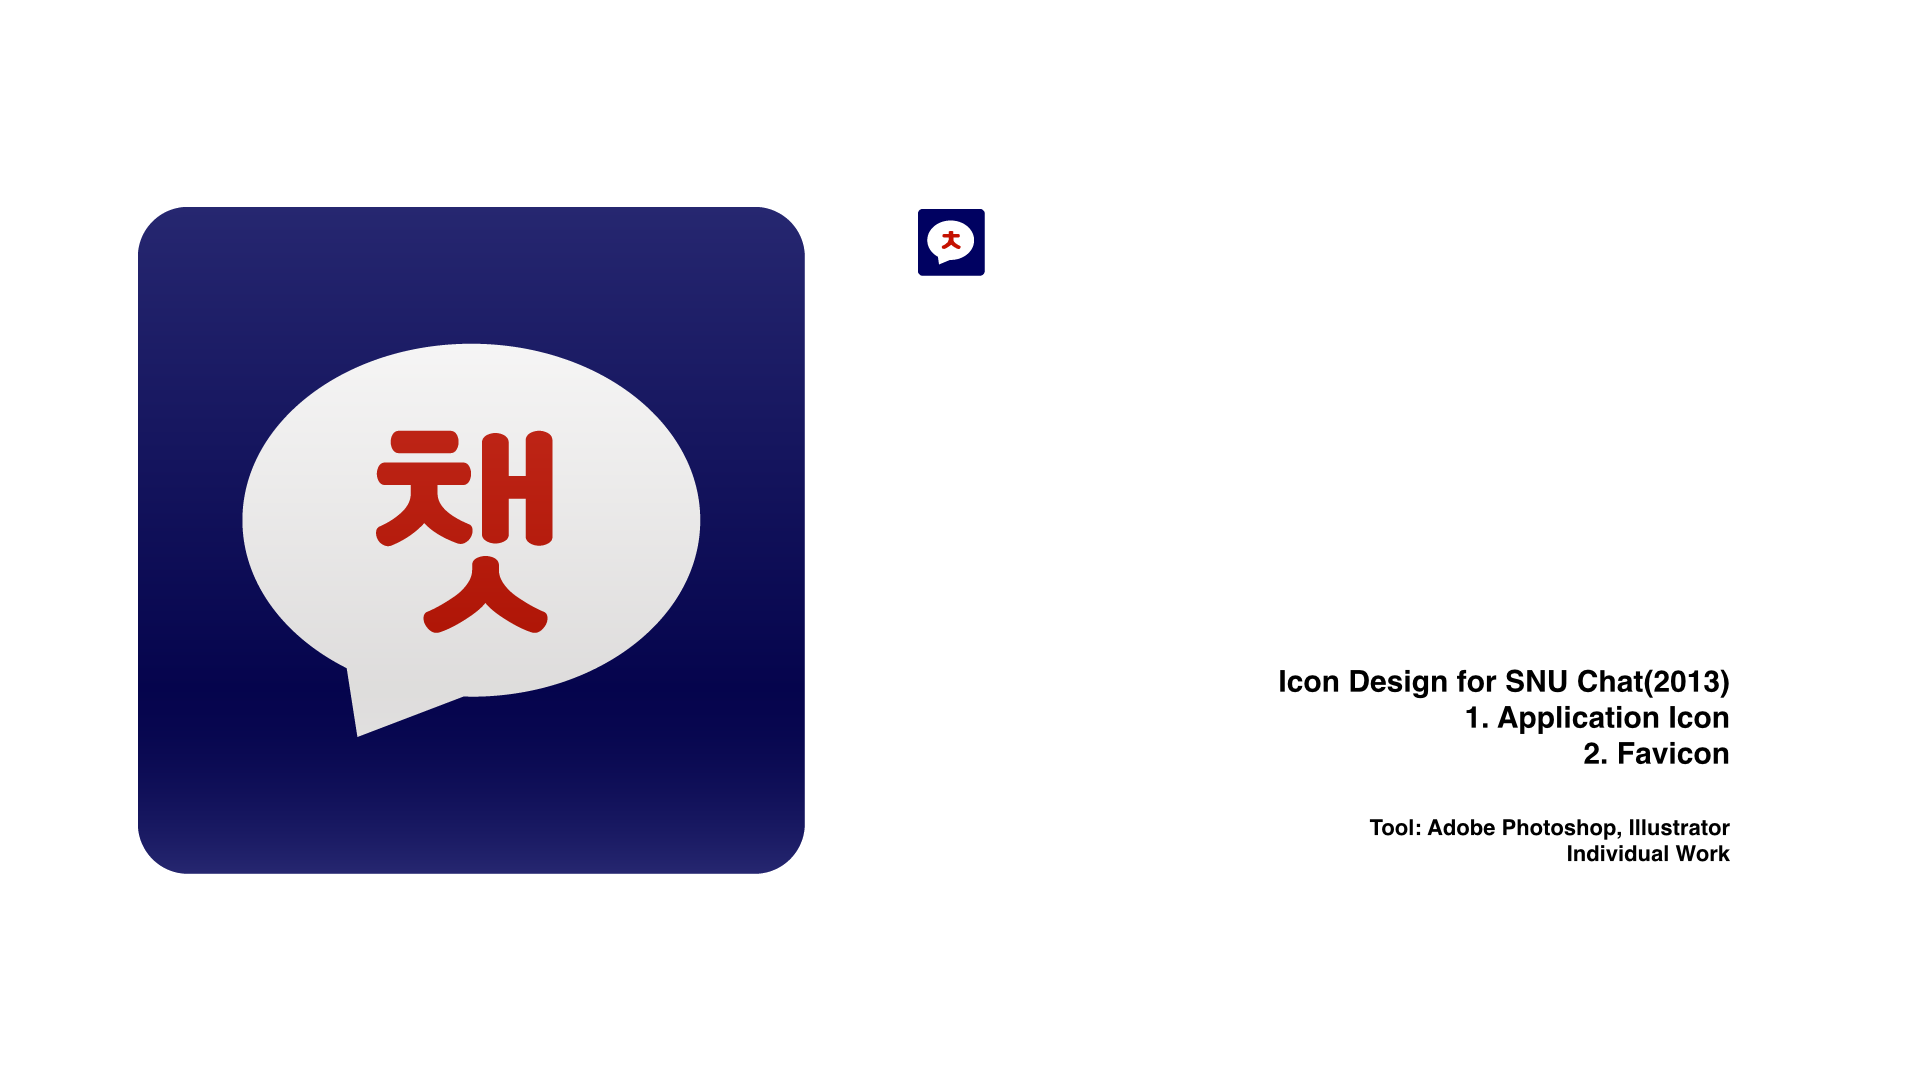 챗
ㅊ
Icon Design for SNU Chat(2013)
1. Application Icon
2. Favicon
Tool: Adobe Photoshop, Illustrator
Individual Work